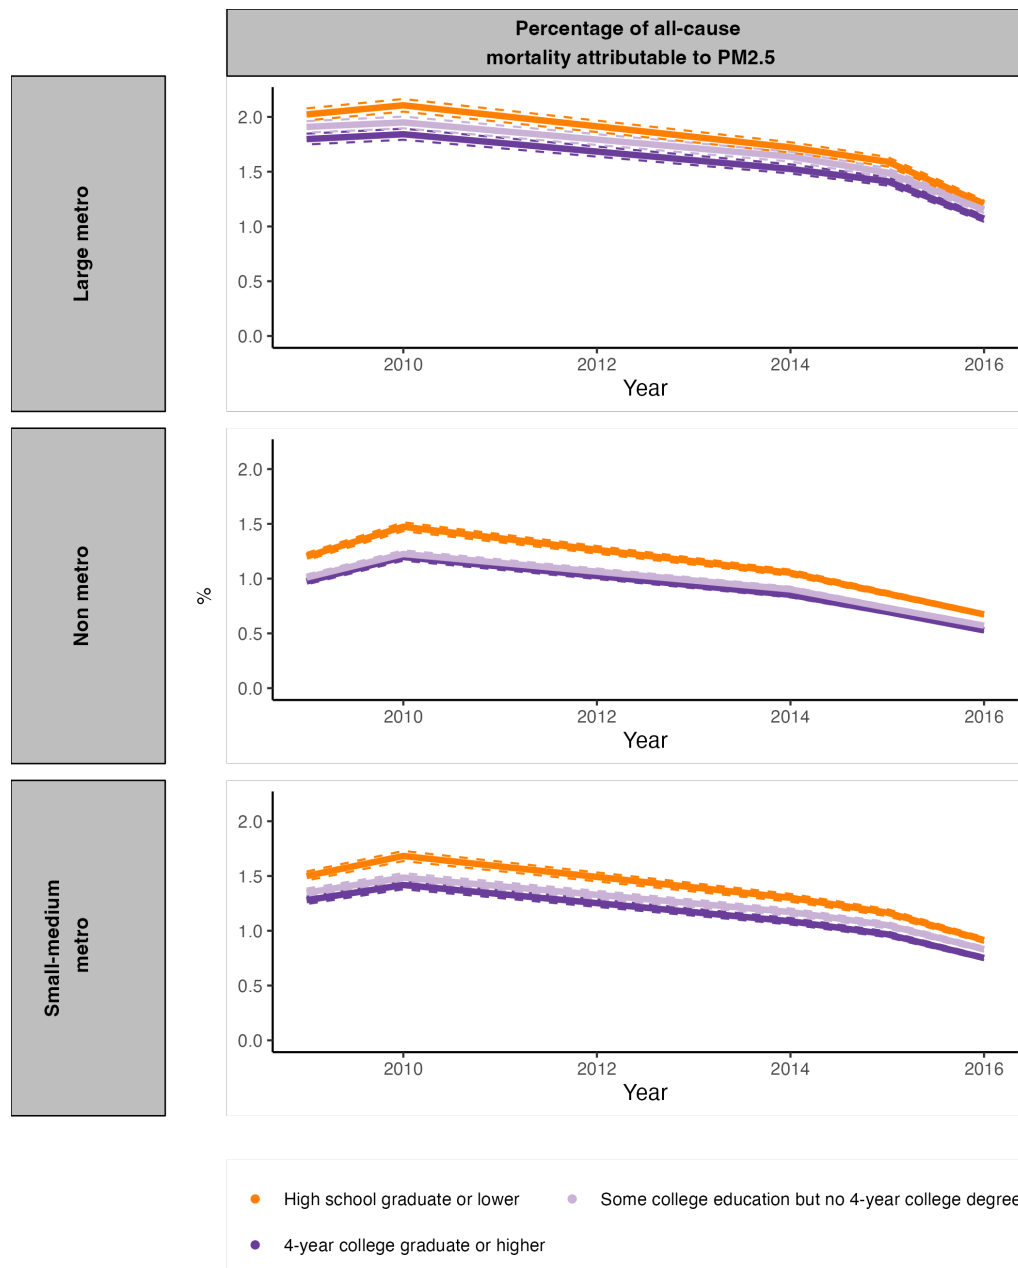 Percentage of all-cause
mortality attributable to PM2.5
Large metro
2.0
1.5
1.0
0.5
0.0
2010 2012 2014 2016
Year
Non metro
%
2.0
1.5
1.0
0.5
0.0
2010 2012 2014 2016
Year
Small-medium
metro
2.0
1.5
1.0
0.5
0.0
2010 2012 2014 2016
Year
High school graduate or lower Some college education but no 4-year college degree
4-year college graduate or higher